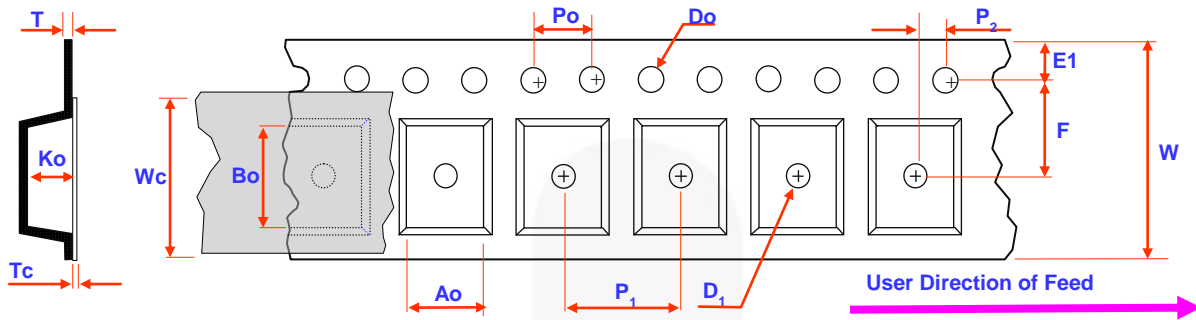 T
Po
Do
P2
E1
F
W
Ko
Wc
Bo
Tc
Ao
P1
D1
User Direction of Feed